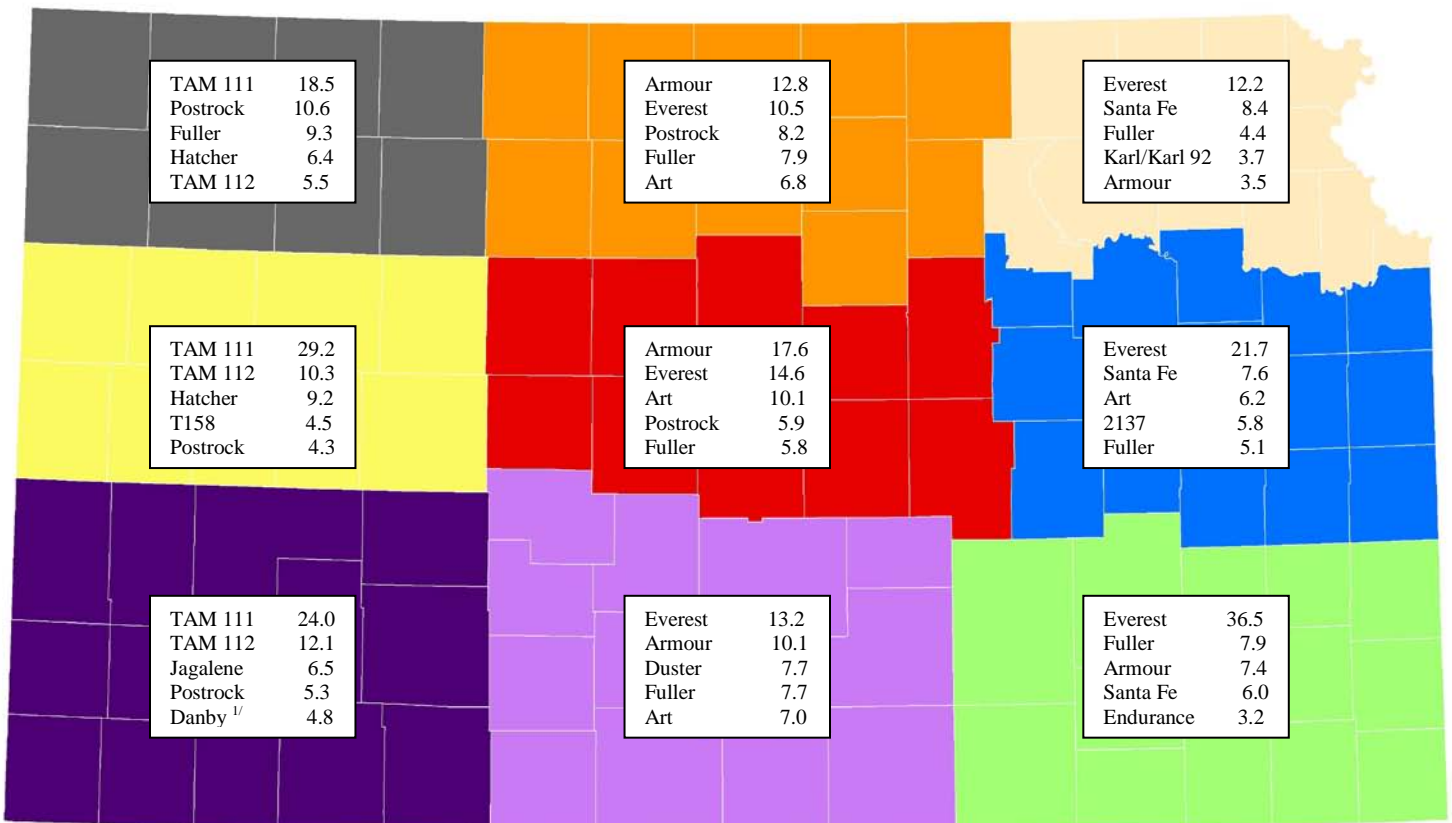 TAM 111 18.5
Postrock 10.6
Fuller 9.3
Hatcher 6.4
TAM 112 5.5
Armour 12.8
Everest 10.5
Postrock 8.2
Fuller 7.9
Art 6.8
Everest 12.2
Santa Fe 8.4
Fuller 4.4
Karl/Karl 92 3.7
Armour 3.5
TAM 111 29.2
TAM 112 10.3
Hatcher 9.2
T158 4.5
Postrock 4.3
Armour 17.6
Everest 14.6
Art 10.1
Postrock 5.9
Fuller 5.8
Everest 21.7
Santa Fe 7.6
Art 6.2
2137 5.8
Fuller 5.1
TAM 111 24.0
TAM 112 12.1
Jagalene 6.5
Postrock 5.3
Danby 1/ 4.8
Everest 13.2
Armour 10.1
Duster 7.7
Fuller 7.7
Art 7.0
Everest 36.5
Fuller 7.9
Armour 7.4
Santa Fe 6.0
Endurance 3.2